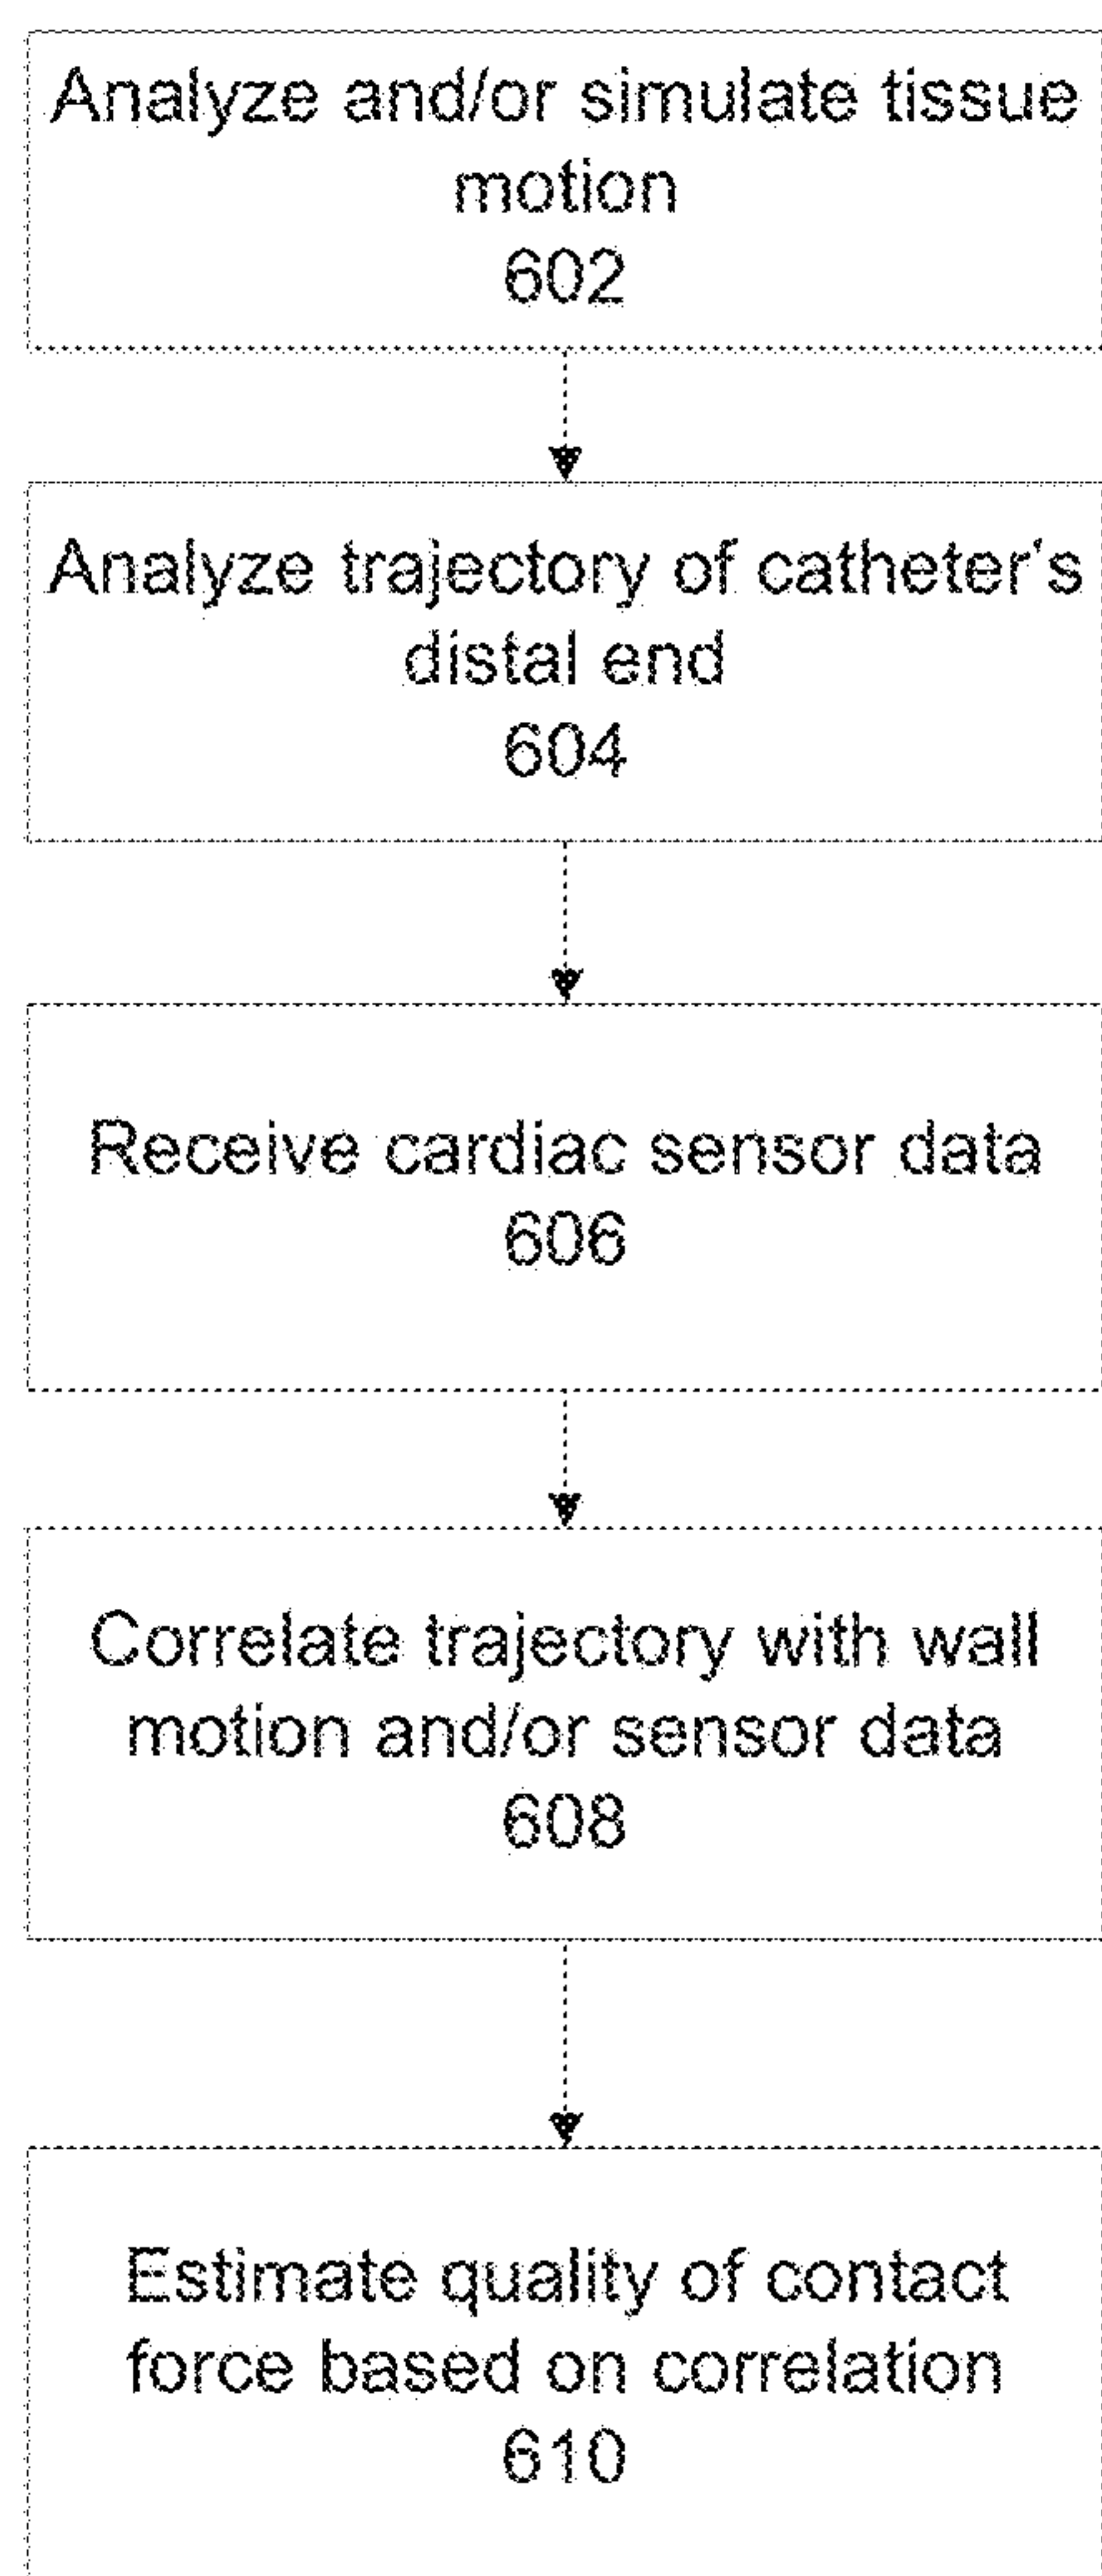 Analyze and/or simulate tissue
motion
602
Analyze trajectory of catheter's
distal end
604
Receive cardiac sensor data
606
Correlate trajectory with wall
motion and/or sensor data
608
Estimate quality of contact
force based on correlation
610